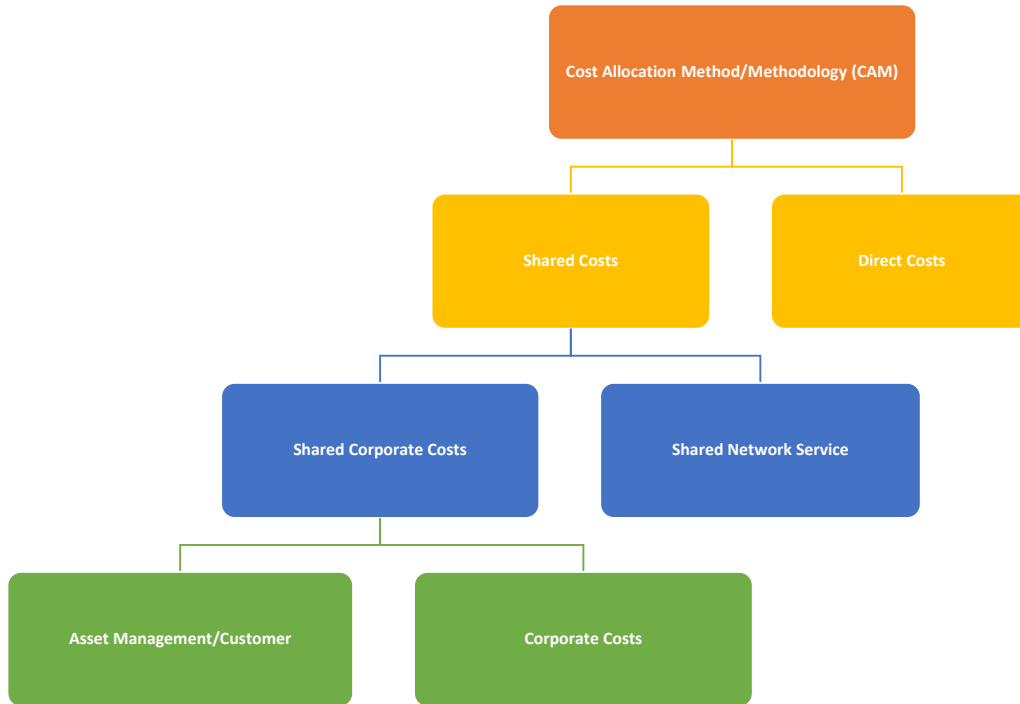 Cost Allocation Method/Methodology (CAM)
Shared Costs
Direct Costs
Shared Corporate Costs
Shared Network Service
Asset Management/Customer
Corporate Costs